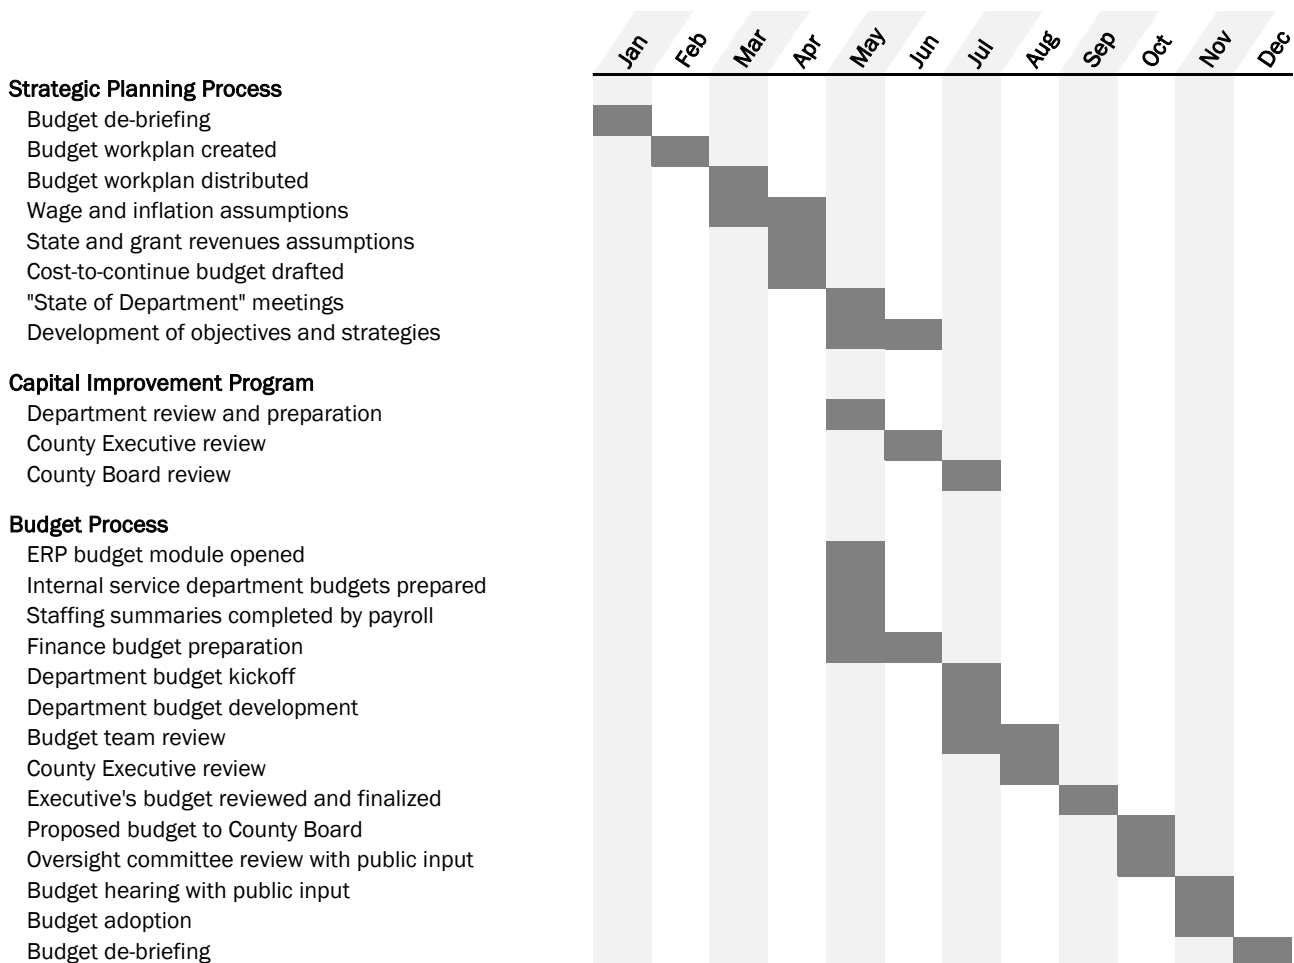 Jan Feb Mar Apr May Jun Jul Aug Sep Oct Nov Dec
Strategic Planning Process
Budget de-briefing
Budget workplan created
Budget workplan distributed
Wage and inflation assumptions
State and grant revenues assumptions
Cost-to-continue budget drafted
"State of Department" meetings
Development of objectives and strategies
Capital Improvement Program
Department review and preparation
County Executive review
County Board review
Budget Process
ERP budget module opened
Internal service department budgets prepared
Staffing summaries completed by payroll
Finance budget preparation
Department budget kickoff
Department budget development
Budget team review
County Executive review
Executive's budget reviewed and finalized
Proposed budget to County Board
Oversight committee review with public input
Budget hearing with public input
Budget adoption
Budget de-briefing